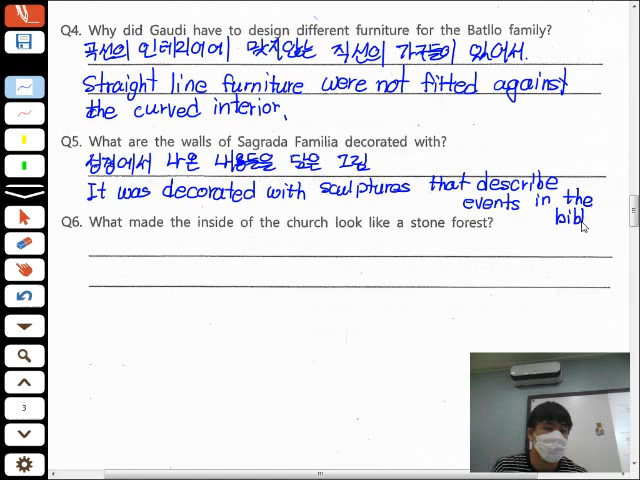 Q4. Why did Gaudi have to design different furniture for the Batllo family?
곡선의 인테리어에 맞지않는 직선의 가구들이 있어서.
Straight line furniture were not fitted against
the curved interior.
Q5. What are the walls of Sagrada Familia decorated with?
성경에서 나온 내용들을 담은 그림
It was decorated with sculptures that describe
events in the
bibl
Q6. What made the inside of the church look like a stone forest?
3